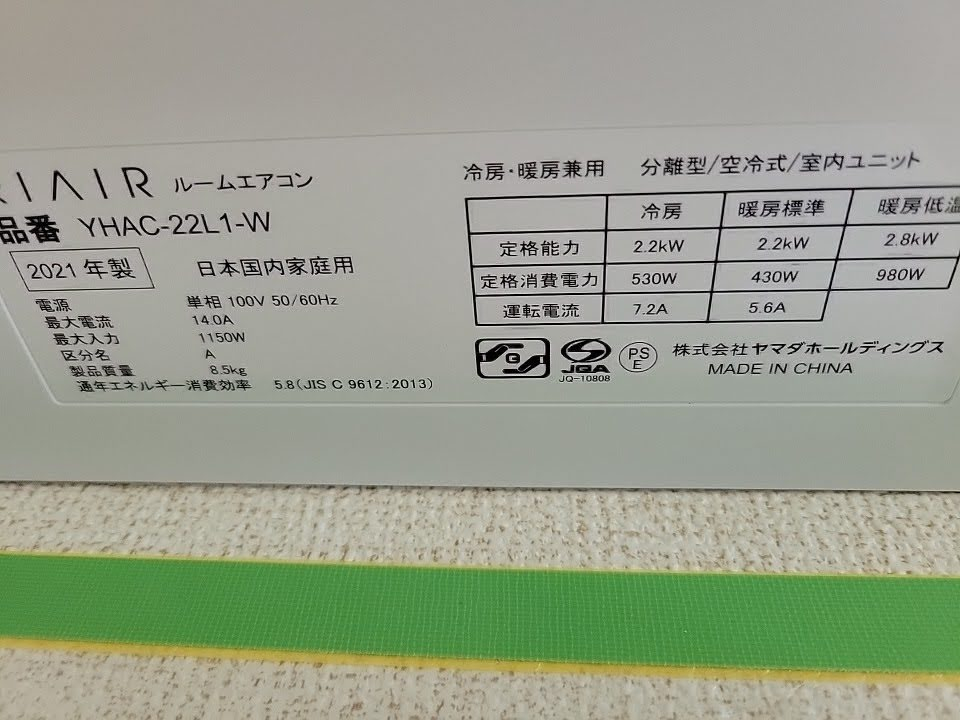 RIAIR ルームエアコン
品番 YHAC-22L1-W
2021年製 日本国内家庭用
電源 単相 100V 50/60Hz
最大電流 14.0A
最大入力 1150W
区分名 A
製品質量 8.5kg
通年エネルギー消費効率 5.8(JIS C 9612:2013)
冷房・暖房兼用 分離型/空冷式/室内ユニット
冷房 暖房標準 暖房低温
定格能力 2.2kW 2.2kW 2.8kW
定格消費電力 530W 430W 980W
運転電流 7.2A 5.6A
G JQA JQ-10808 PS E
株式会社ヤマダホールディングス
MADE IN CHINA